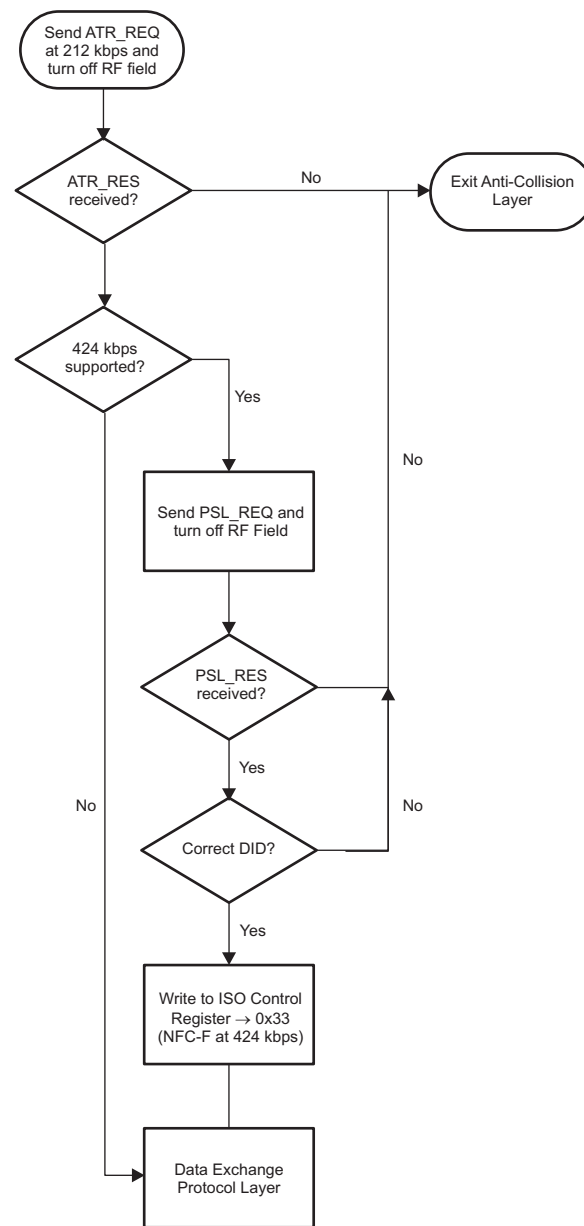 Send ATR_REQ
at 212 kbps and
turn off RF field
ATR_RES
received?
No
Exit Anti-Collision
Layer
424 kbps
supported?
Yes
No
Send PSL_REQ and
turn off RF Field
PSL_RES
received?
Yes
No
No
Correct DID?
Yes
Write to ISO Control
Register → 0x33
(NFC-F at 424 kbps)
Data Exchange
Protocol Layer